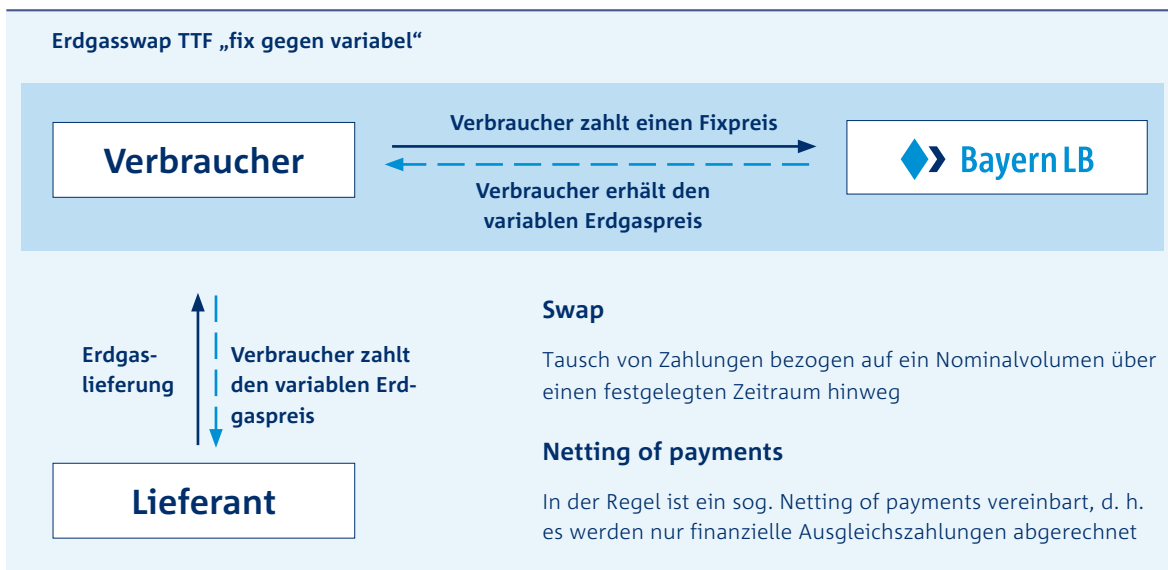 Erdgasswap TTF „fix gegen variabel“
Verbraucher
Verbraucher zahlt einen Fixpreis
Verbraucher erhält den
variablen Erdgaspreis
Bayern LB
Erdgas-
lieferung
Verbraucher zahlt
den variablen Erd-
gaspreis
Lieferant
Swap
Tausch von Zahlungen bezogen auf ein Nominalvolumen über
einen festgelegten Zeitraum hinweg
Netting of payments
In der Regel ist ein sog. Netting of payments vereinbart, d. h.
es werden nur finanzielle Ausgleichszahlungen abgerechnet